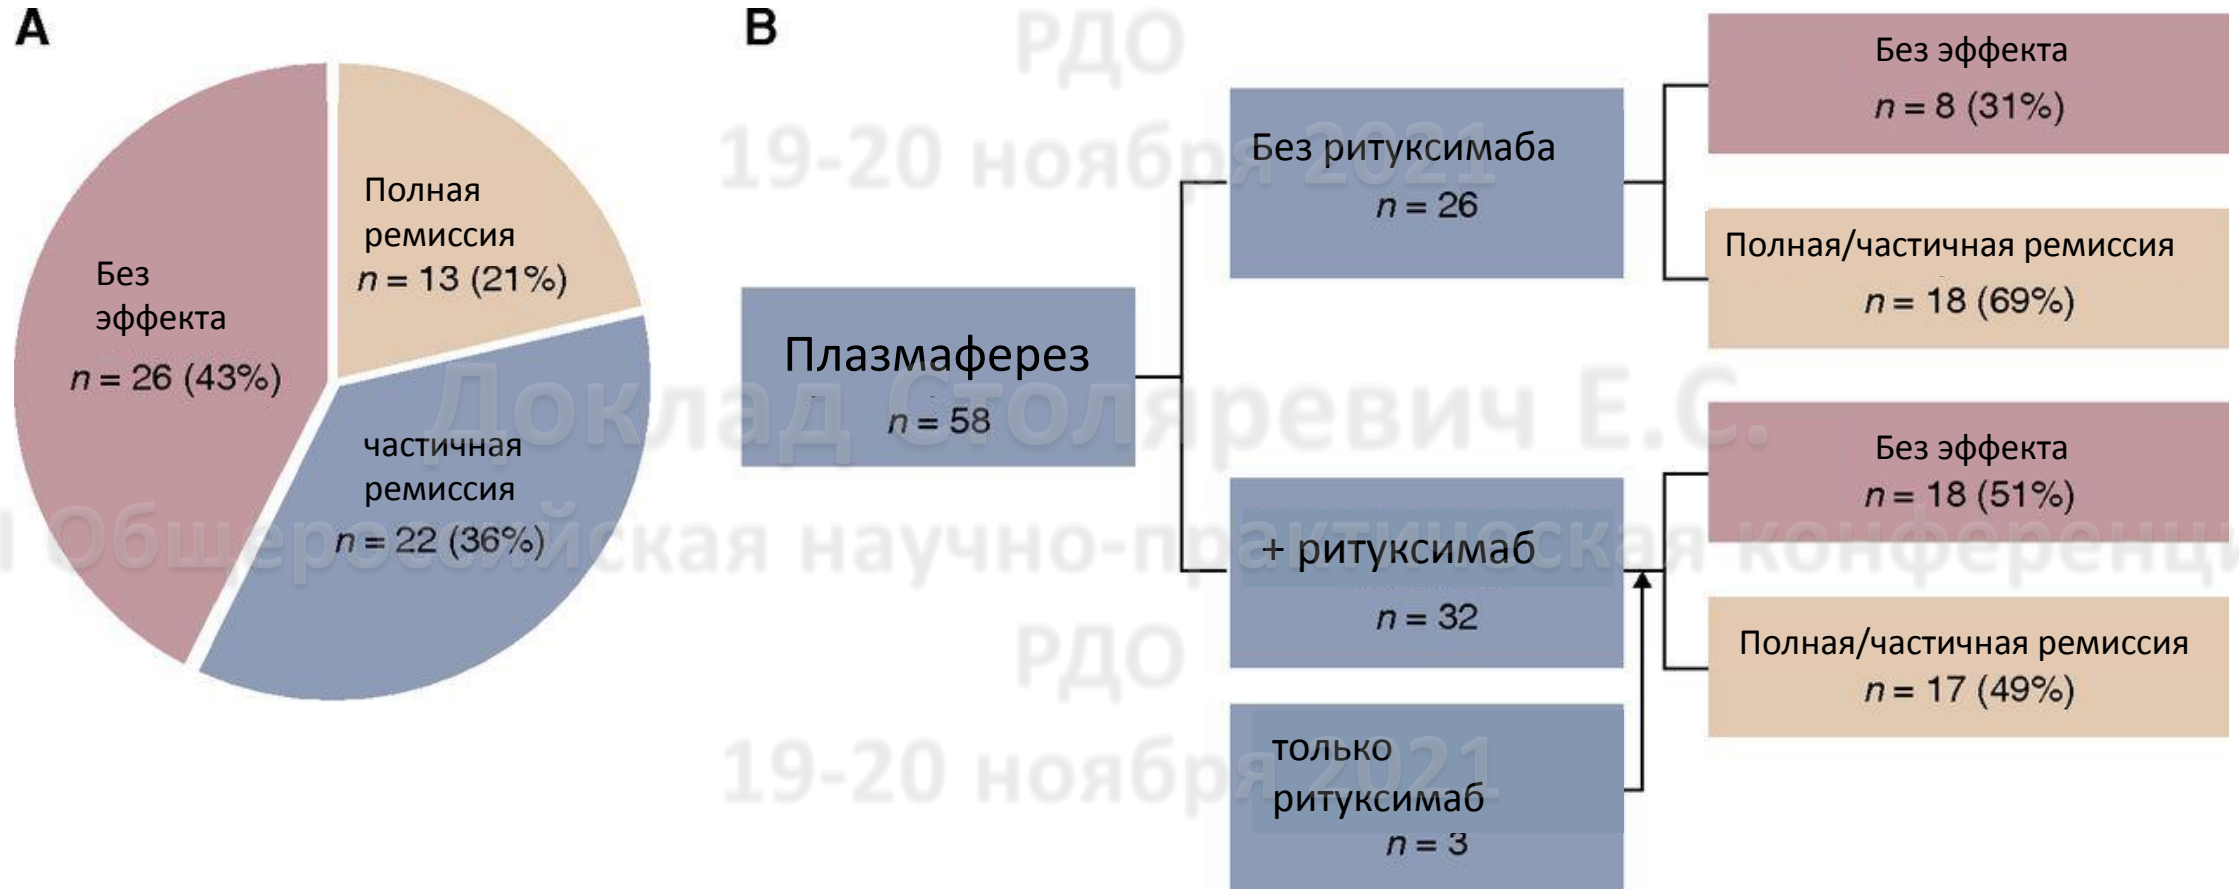 A
Без
эффекта
n = 26 (43%)
Полная
ремиссия
n = 13 (21%)
частичная
ремиссия
n = 22 (36%)
B
Плазмаферез
n = 58
Без ритуксимаба
n = 26
+ ритуксимаб
n = 32
только
ритуксимаб
n = 3
Без эффекта
n = 8 (31%)
Полная/частичная ремиссия
n = 18 (69%)
Без эффекта
n = 18 (51%)
Полная/частичная ремиссия
n = 17 (49%)
РДО
19-20 ноября 2021
Доклад Столяревич Е.С.
Общероссийская научно-практическая
РДО
19-20 ноября 2021